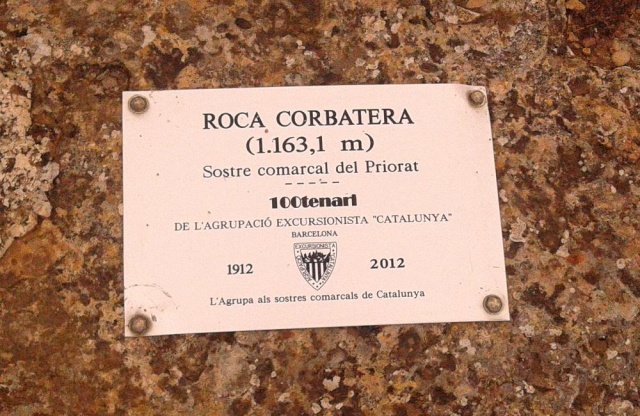 ROCA CORBATERA
(1.163,1 m)
Sostre comarcal del Priorat
-----
100tenari
DE L'AGRUPACIÓ EXCURSIONISTA "CATALUNYA"
BARCELONA
EXCURSIONISTA
1912 2012
L'Agrupa als sostres comarcals de Catalunya